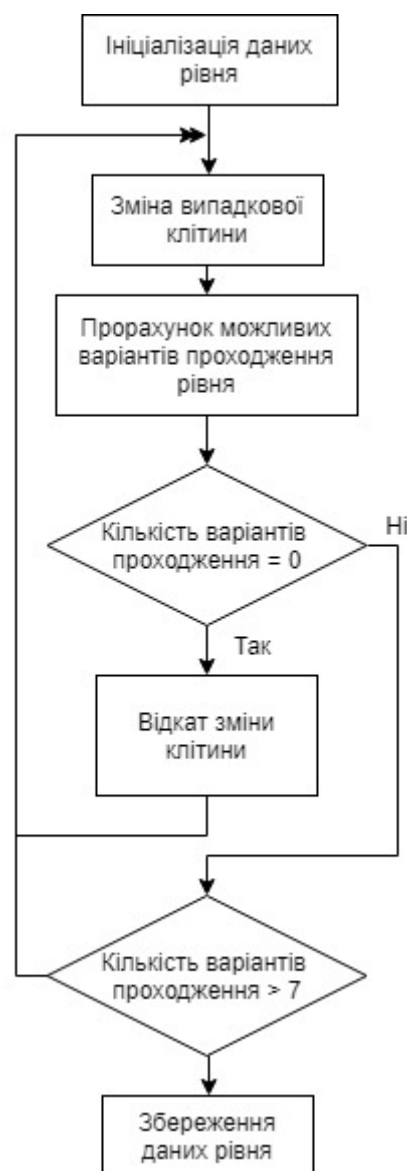 Ініціалізація даних
рівня
Зміна випадкової
клітини
Прорахунок можливих
варіантів проходження
рівня
Кількість варіантів
проходження = 0
Ні
Так
Відкат зміни
клітини
Кількість варіантів
проходження > 7
Збереження
даних рівня